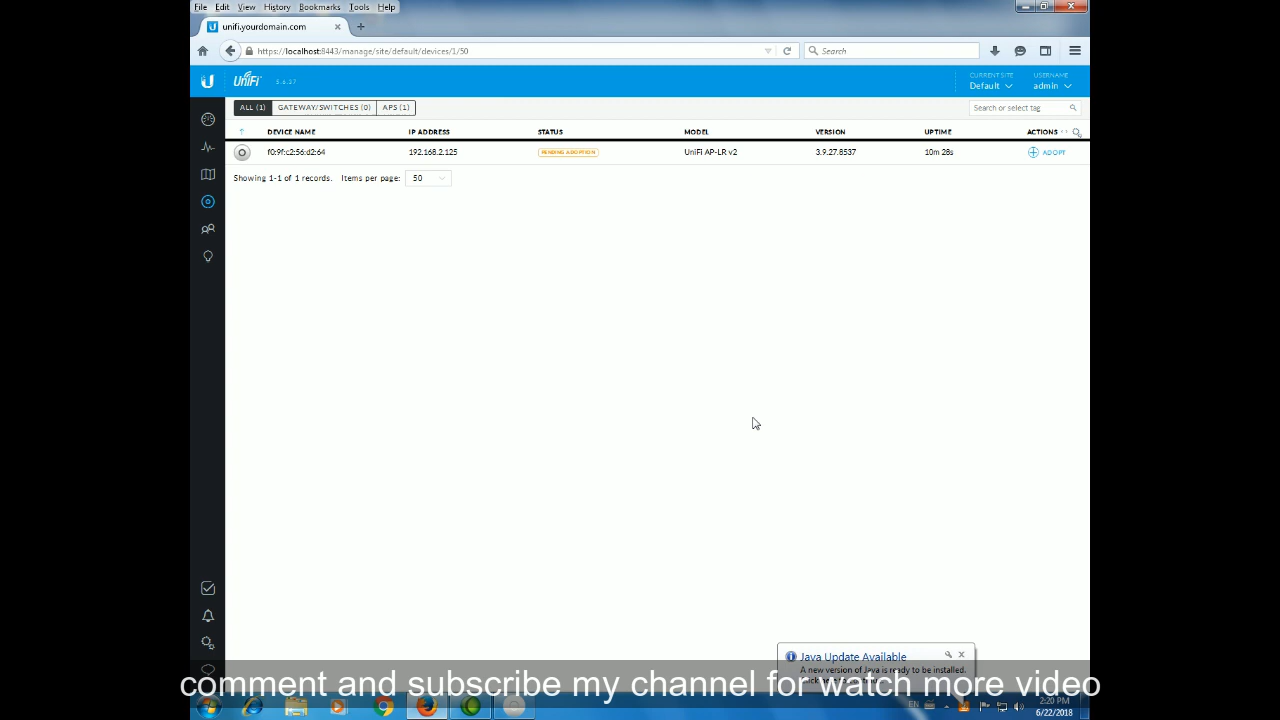 File Edit View History Bookmarks Tools Help
unifi.yourdomain.com
https://localhost:8443/manage/site/default/devices/1/50
Search
U UniFi 5.6.37
CURRENT SITE
Default
USERNAME
admin
ALL (1) GATEWAY/SWITCHES (0) APS (1)
Search or select tag
DEVICE NAME IP ADDRESS STATUS MODEL VERSION UPTIME ACTIONS
f0:9f:c2:56:d2:64 192.168.2.125 PENDING ADOPTION UniFi AP-LR v2 3.9.27.8537 10m 28s ADOPT
Showing 1-1 of 1 records. Items per page: 50
Java Update Available
A new version of Java is ready to be installed.
comment and subscribe my channel for watch more video
EN
2:20 PM
6/22/2018